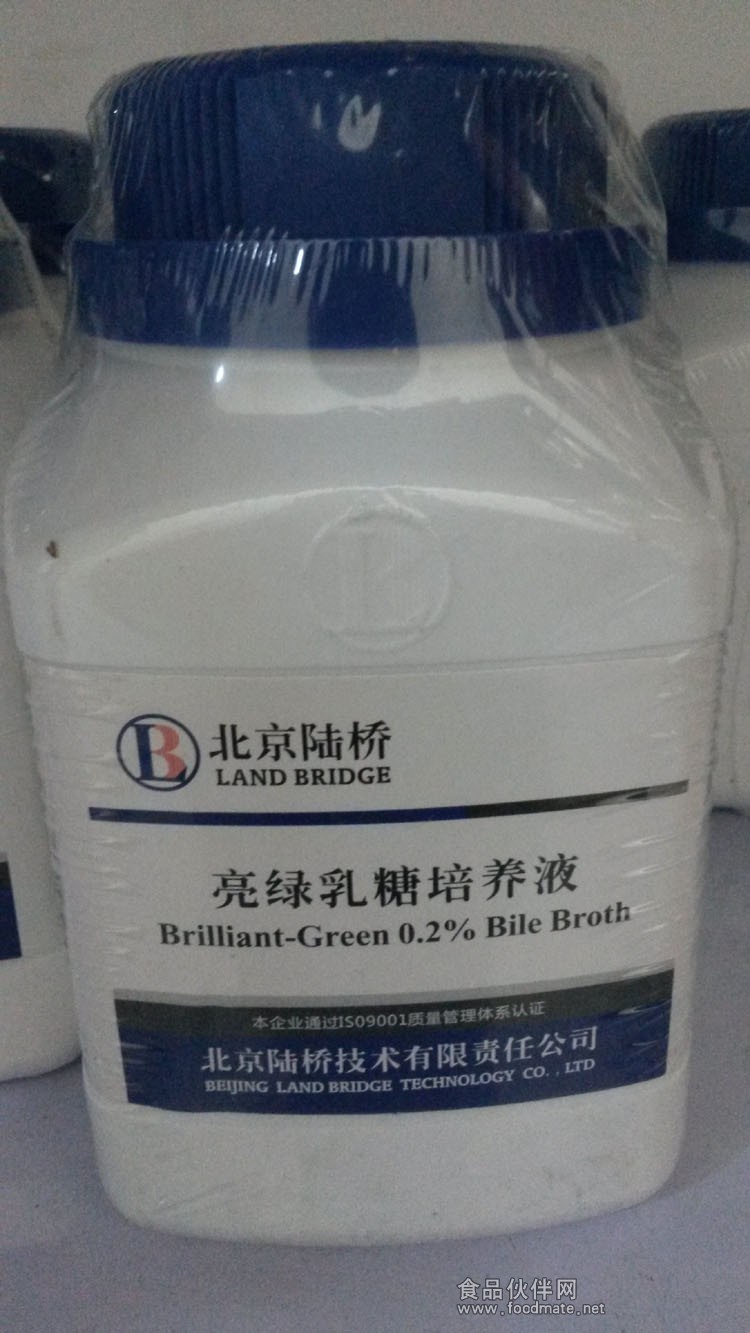 北京陆桥
LAND BRIDGE
亮绿乳糖培养液
Brilliant-Green 0.2% Bile Broth
本企业通过ISO9001质量管理体系认证
北京陆桥技术有限责任公司
BEIJING LAND BRIDGE TECHNOLOGY CO.,LTD
食品伙伴网
www.foodmate.net